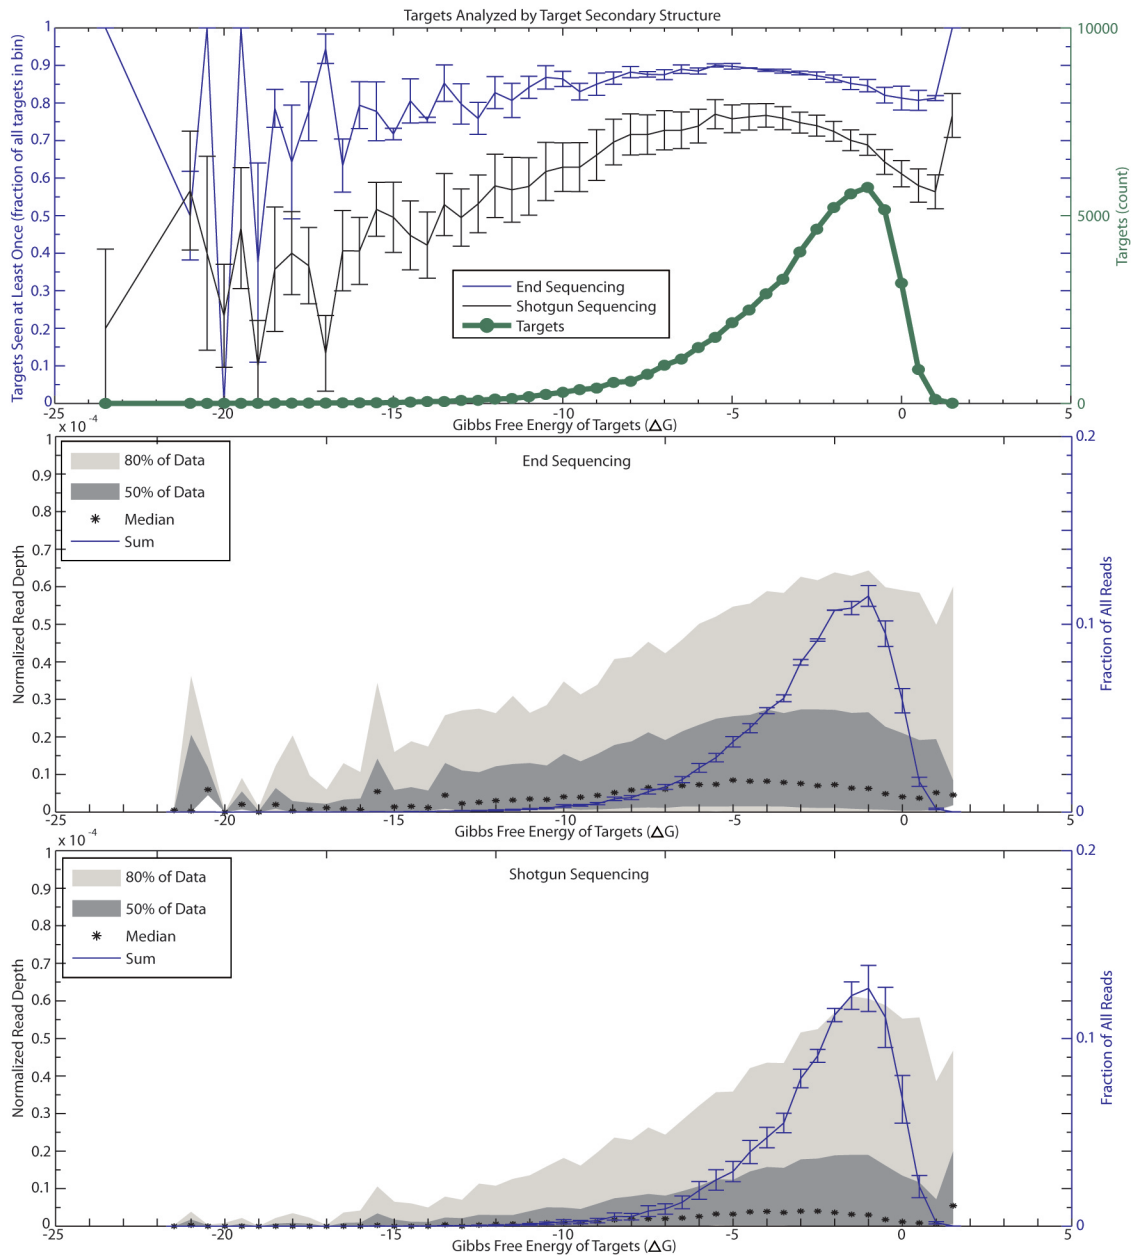 Targets Analyzed by Target Secondary Structure
Targets Seen at Least Once (fraction of all targets in bin)
1
0.9
0.8
0.7
0.6
0.5
0.4
0.3
0.2
0.1
0
10000
5000
0
Targets (count)
End Sequencing
Shotgun Sequencing
Targets
-25 -20 -15 -10 -5 0 5
Gibbs Free Energy of Targets (ΔG)
x 10 -4
End Sequencing
80% of Data
50% of Data
Median
Sum
Normalized Read Depth
1
0.9
0.8
0.7
0.6
0.5
0.4
0.3
0.2
0.1
0
0.2
0.1
0
Fraction of All Reads
-25 -20 -15 -10 -5 0 5
Gibbs Free Energy of Targets (ΔG)
x 10 -4
Shotgun Sequencing
80% of Data
50% of Data
Median
Sum
Normalized Read Depth
1
0.9
0.8
0.7
0.6
0.5
0.4
0.3
0.2
0.1
0
0.2
0.1
0
Fraction of All Reads
-25 -20 -15 -10 -5 0 5
Gibbs Free Energy of Targets (ΔG)